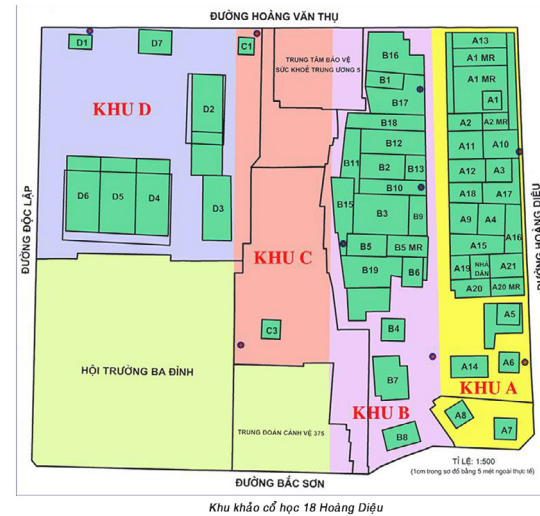 ĐƯỜNG HOÀNG VĂN THỤ
D1
D7
C1
TRUNG TÂM BẢO VỆ
SỨC KHOẺ TRUNG ƯƠNG 5
B16
A13
A1 MR
B1
A1 MR
KHU D
D2
B17
A1
B18
A2
A2 MR
B12
A11
A10
B11
B2
B13
A12
A3
B10
A18
A17
D6
D5
D4
D3
B15
B3
B9
A9
A4
A16
ĐƯỜNG ĐỘC LẬP
ĐƯỜNG HOÀNG DIỆU
B5
B5 MR
A15
KHU C
B19
B6
A19
NHÀ
DÂN
A21
A20
A20 MR
C3
B4
A5
HỘI TRƯỜNG BA ĐÌNH
B7
A14
A6
KHU A
KHU B
A8
TRUNG ĐOÀN CẢNH VỆ 375
B8
A7
TỈ LỆ: 1:500
(1cm trong sơ đồ bằng 5 mét ngoài thực tế)
ĐƯỜNG BẮC SƠN
Khu khảo cổ học 18 Hoàng Diệu